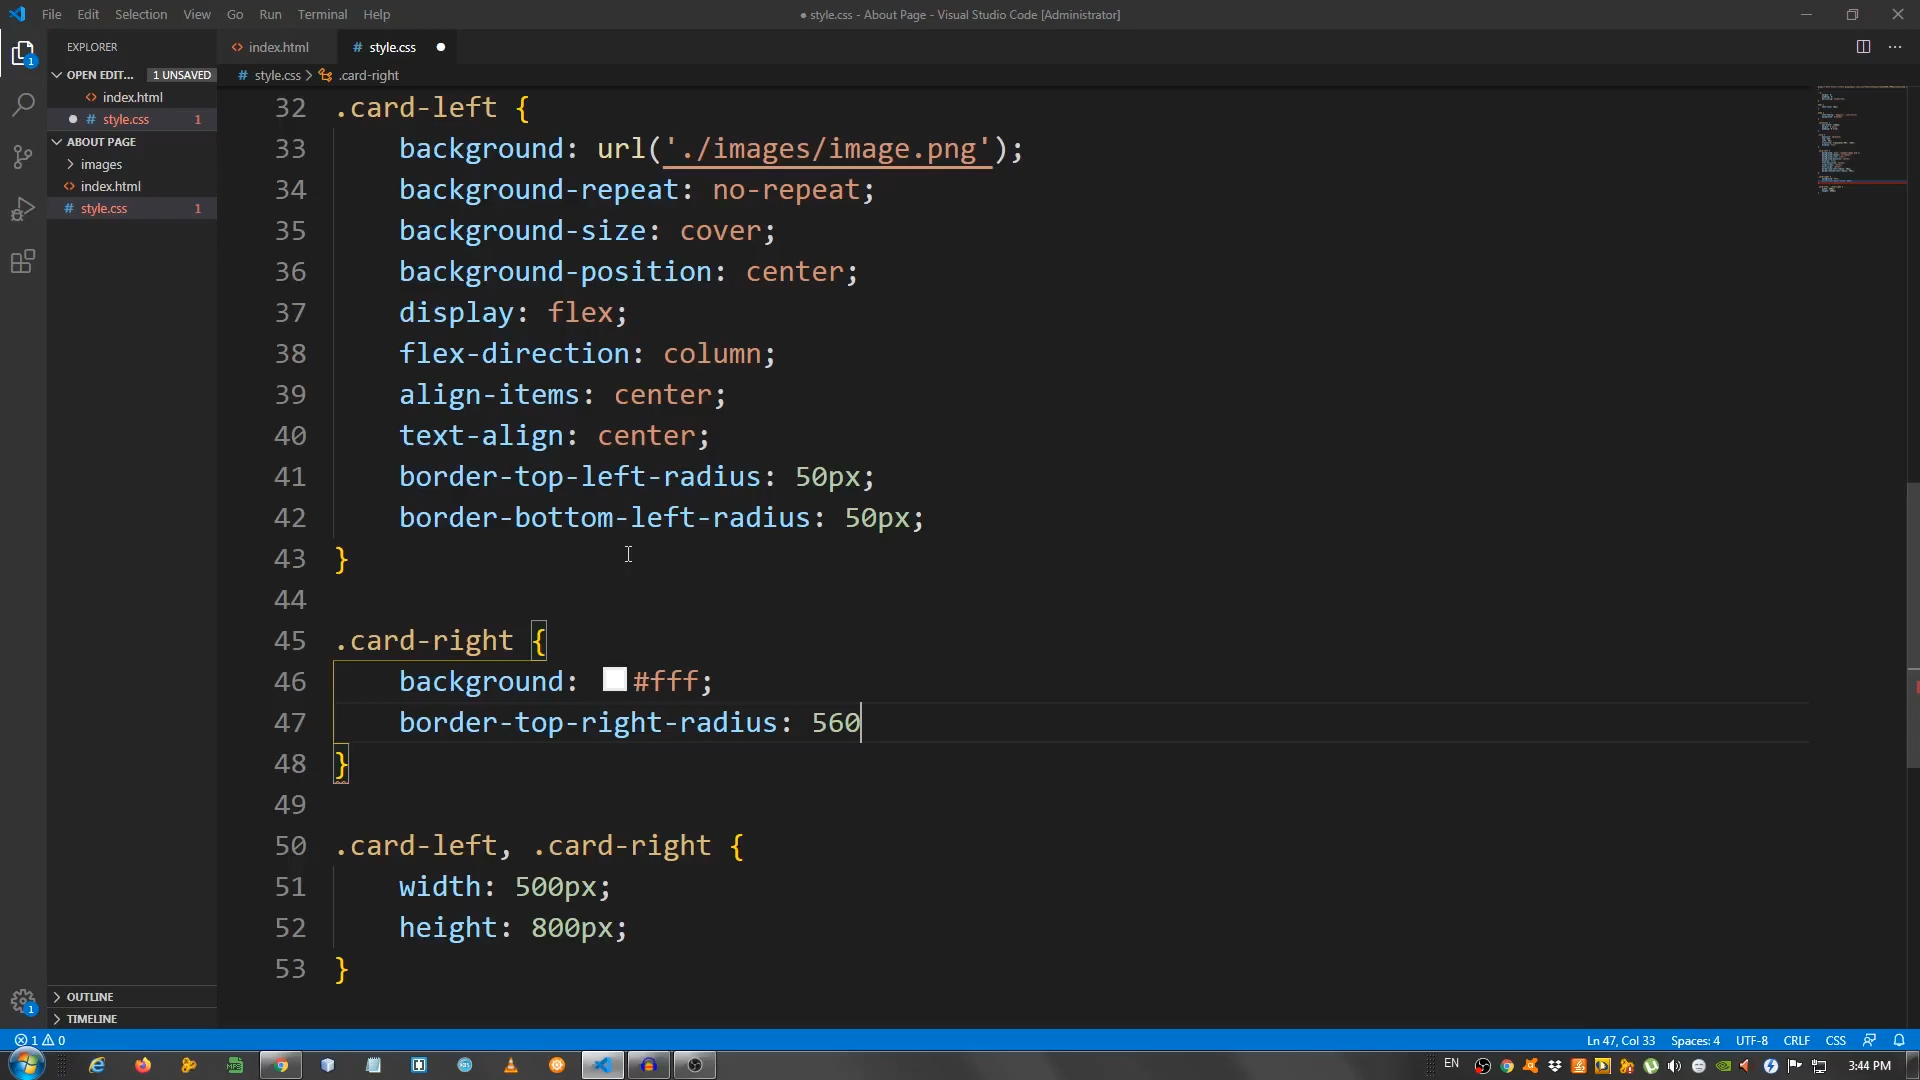 File Edit Selection View Go Run Terminal Help
● style.css - About Page - Visual Studio Code [Administrator]
EXPLORER
index.html
# style.css ●
OPEN EDIT... 1 UNSAVED
# style.css > .card-right
index.html
● # style.css 1
ABOUT PAGE
images
index.html
# style.css 1
32 .card-left {
33 background: url('./images/image.png');
34 background-repeat: no-repeat;
35 background-size: cover;
36 background-position: center;
37 display: flex;
38 flex-direction: column;
39 align-items: center;
40 text-align: center;
41 border-top-left-radius: 50px;
42 border-bottom-left-radius: 50px;
43 }
44
45 .card-right {
46 background: #fff;
47 border-top-right-radius: 560
48 }
49
50 .card-left, .card-right {
51 width: 500px;
52 height: 800px;
53 }
OUTLINE
TIMELINE
1
1 0
Ln 47, Col 33 Spaces: 4 UTF-8 CRLF CSS
EN
3:44 PM